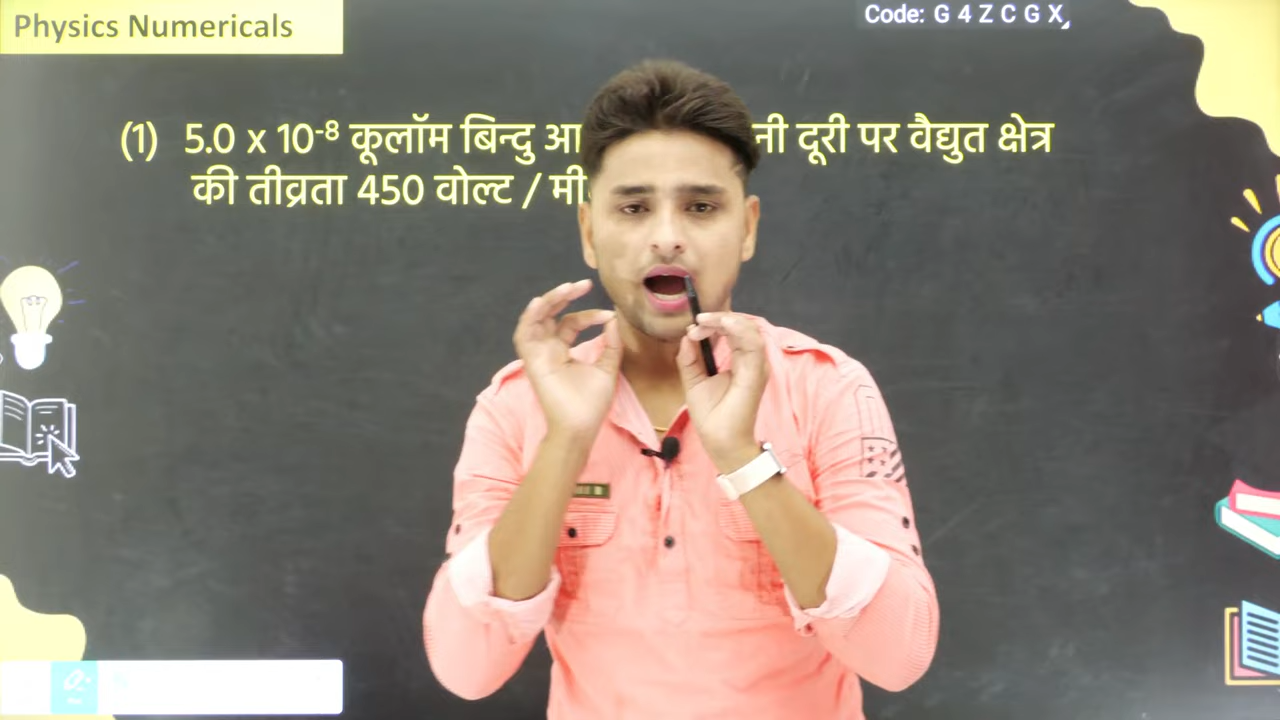 Physics Numericals
Code: G 4 Z C G X
(1) 5.0 x 10⁻⁸ कूलॉम बिन्दु आ नी दूरी पर वैद्युत क्षेत्र
की तीव्रता 450 वोल्ट / मी